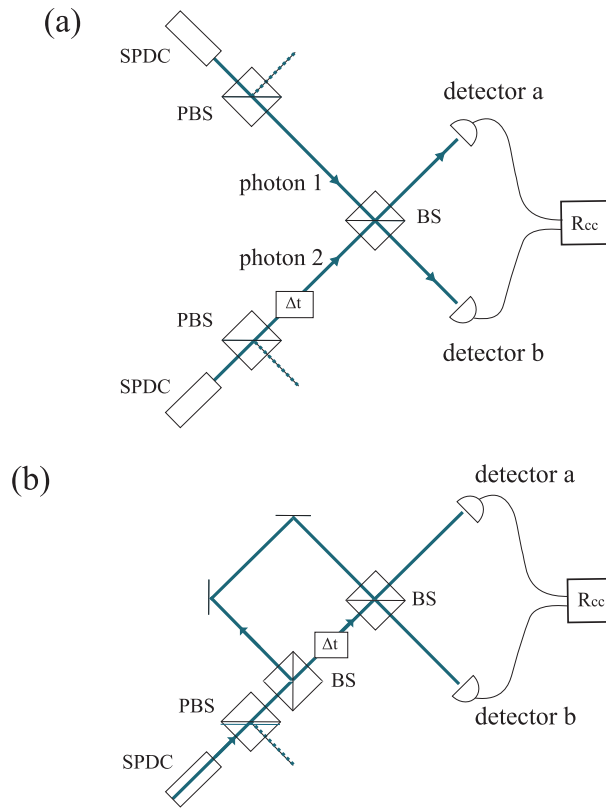 (a)
SPDC
PBS
detector a
photon 1
BS
Rcc
photon 2
Δt
PBS
detector b
SPDC
(b)
detector a
BS
Rcc
Δt
BS
PBS
detector b
SPDC